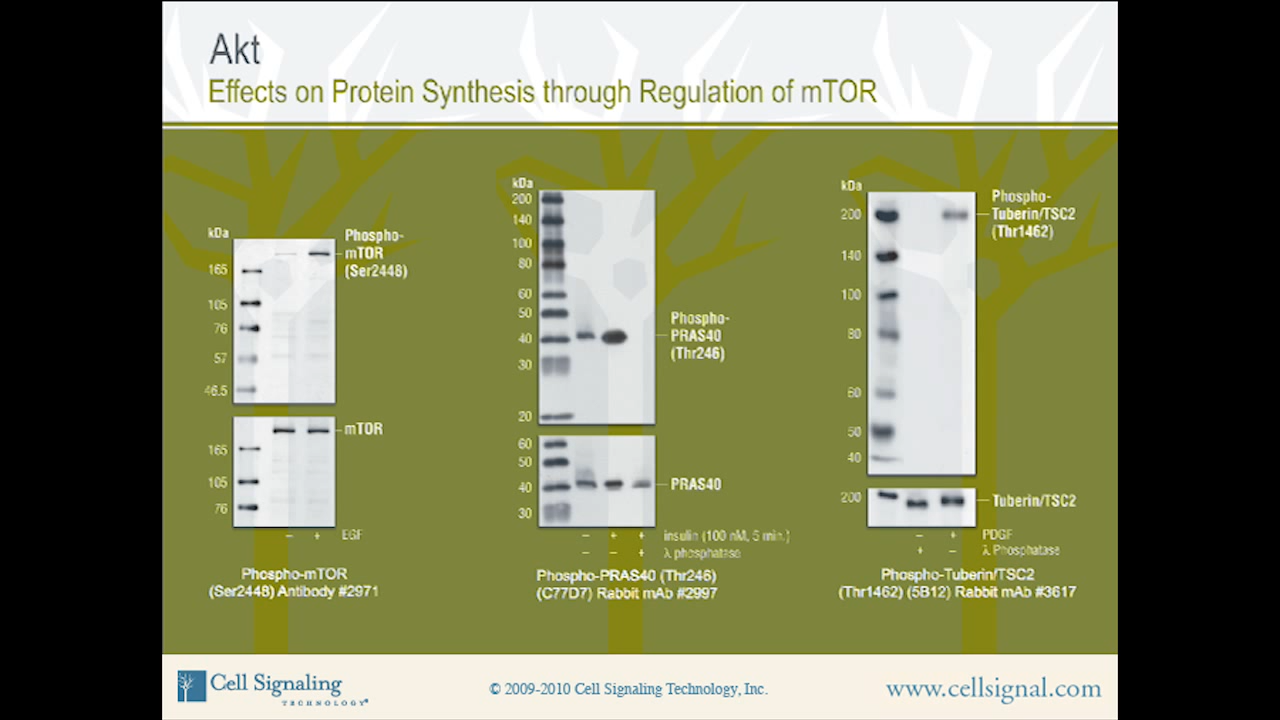 Akt
Effects on Protein Synthesis through Regulation of mTOR
kDa
165
105
76
57
46.5
Phospho-
mTOR
(Ser2448)
165
105
76
mTOR
– + EGF
Phospho-mTOR
(Ser2448) Antibody #2971
kDa
200
140
100
80
60
50
40
30
20
Phospho-
PRAS40
(Thr246)
60
50
40
30
PRAS40
– + + insulin (100 nM, 5 min.)
– – + λ phosphatase
Phospho-PRAS40 (Thr246)
(C77D7) Rabbit mAb #2997
kDa
200
140
100
80
60
50
40
Phospho-
Tuberin/TSC2
(Thr1462)
200
Tuberin/TSC2
– + PDGF
+ – λ Phosphatase
Phospho-Tuberin/TSC2
(Thr1462) (5B12) Rabbit mAb #3617
Cell Signaling
TECHNOLOGY®
© 2009-2010 Cell Signaling Technology, Inc.
www.cellsignal.com